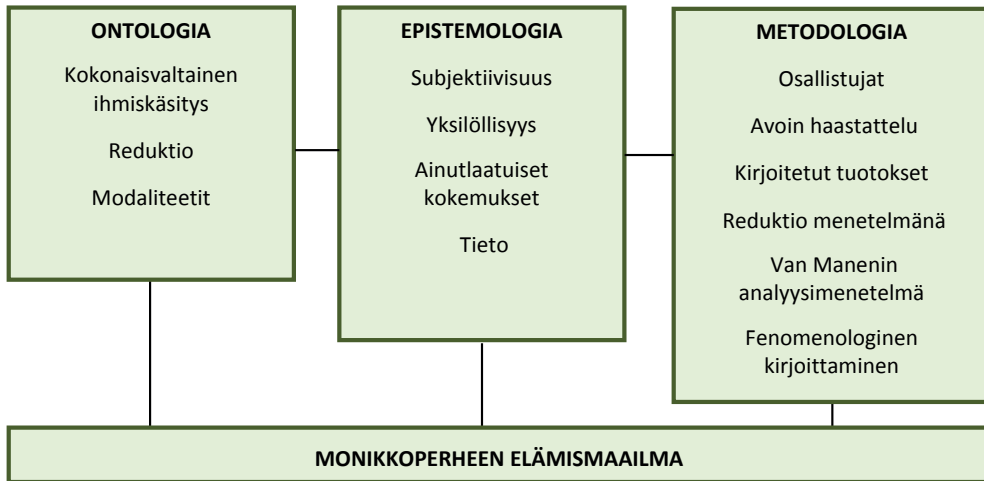 ONTOLOGIA
Kokonaisvaltainen
ihmiskäsitys
Reduktio
Modaliteetit
EPISTEMOLOGIA
Subjektiivisuus
Yksilöllisyys
Ainutlaatuiset
kokemukset
Tieto
METODOLOGIA
Osallistujat
Avoin haastattelu
Kirjoitetut tuotokset
Reduktio menetelmänä
Van Manenin
analyysimenetelmä
Fenomenologinen
kirjoittaminen
MONIKKOPERHEEN ELÄMISMAAILMA